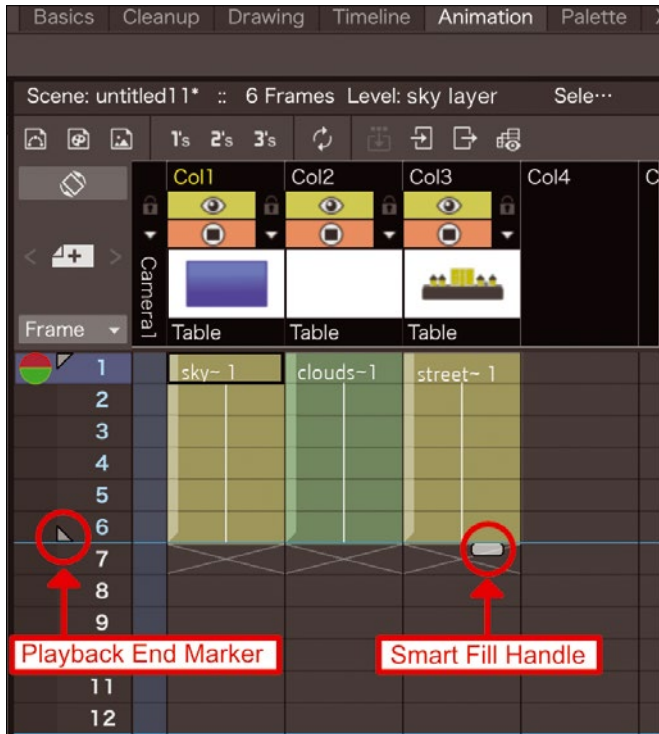 Basics Cleanup Drawing Timeline Animation Palette
Scene: untitled11* :: 6 Frames Level: sky layer Sele…
1's 2's 3's
Col1 Col2 Col3 Col4 C
Camera1
Frame Table Table Table
1 sky~ 1 clouds~1 street~ 1
2
3
4
5
6
7
8
9
Playback End Marker Smart Fill Handle
11
12